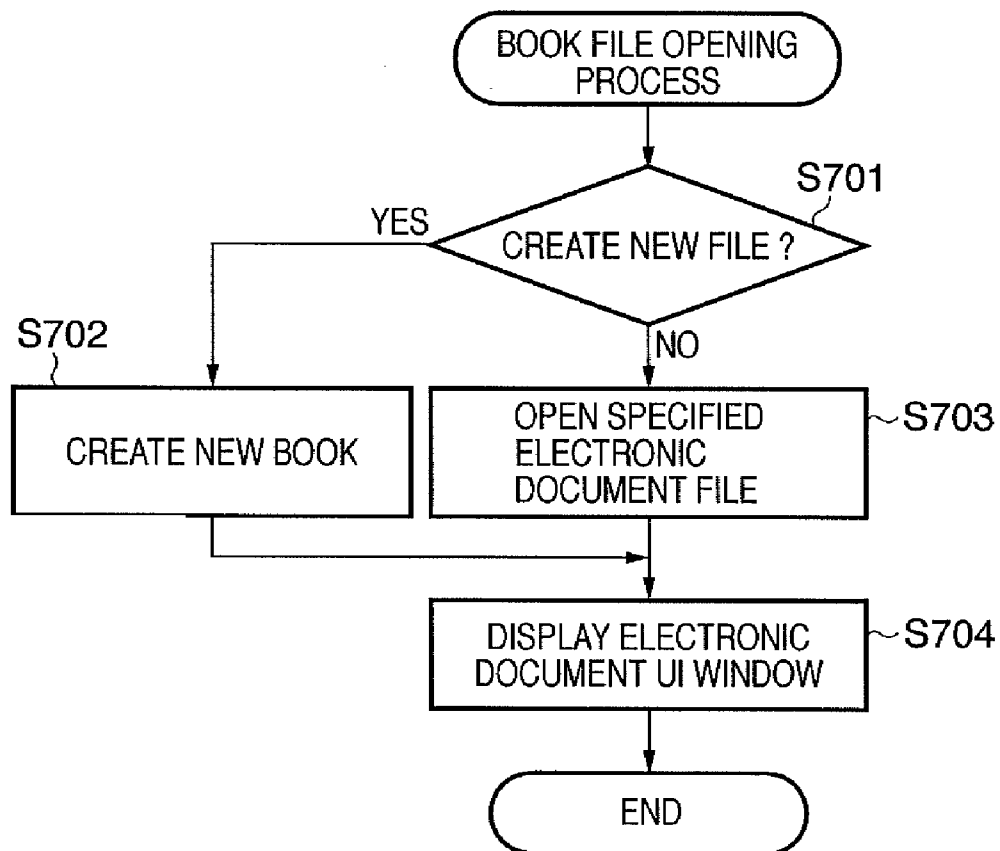 BOOK FILE OPENING
PROCESS
S701
YES
CREATE NEW FILE ?
NO
S702
CREATE NEW BOOK
OPEN SPECIFIED
ELECTRONIC
DOCUMENT FILE
S703
DISPLAY ELECTRONIC
DOCUMENT UI WINDOW
S704
END